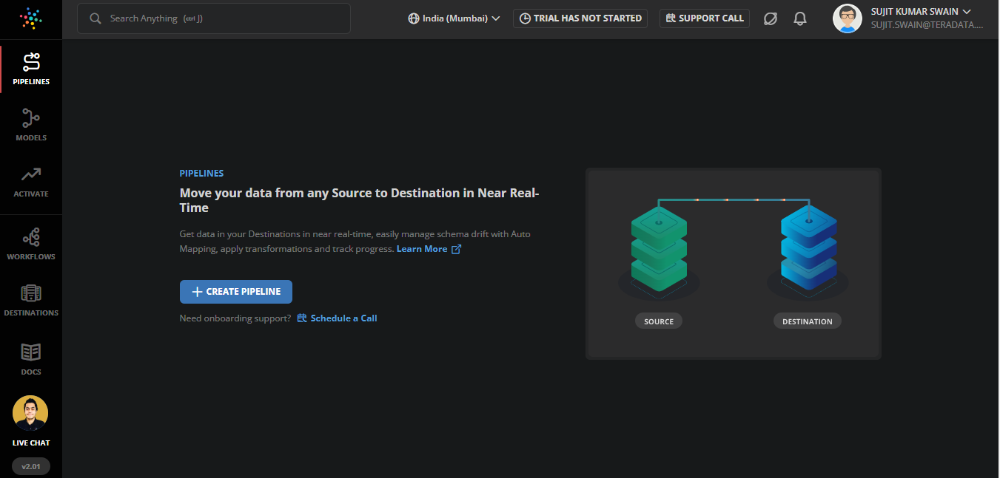 Search Anything (ctrl J)
India (Mumbai)
TRIAL HAS NOT STARTED
SUPPORT CALL
SUJIT KUMAR SWAIN
SUJIT.SWAIN@TERADATA....
PIPELINES
MODELS
ACTIVATE
WORKFLOWS
DESTINATIONS
DOCS
LIVE CHAT
v2.01
PIPELINES
Move your data from any Source to Destination in Near Real-
Time
Get data in your Destinations in near real-time, easily manage schema drift with Auto
Mapping, apply transformations and track progress. Learn More
CREATE PIPELINE
Need onboarding support? Schedule a Call
SOURCE
DESTINATION